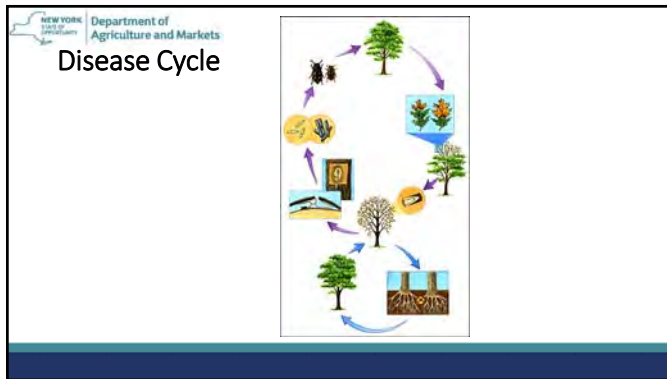 NEW YORK
STATE OF
OPPORTUNITY
Department of
Agriculture and Markets
Disease Cycle